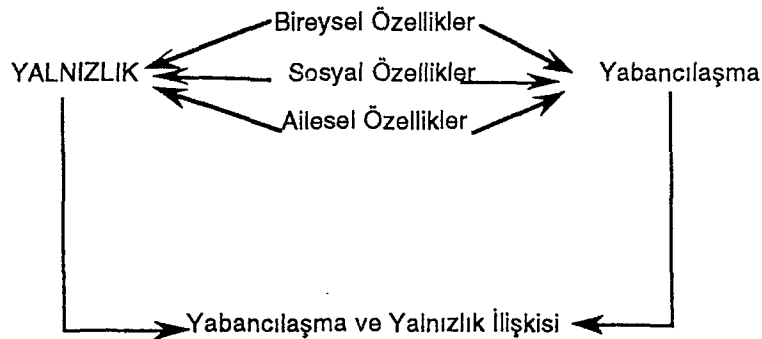 Bireysel Özellikler
YALNIZLIK Sosyal Özellikler Yabancılaşma
Ailesel Özellikler
Yabancılaşma ve Yalnızlık İlişkisi